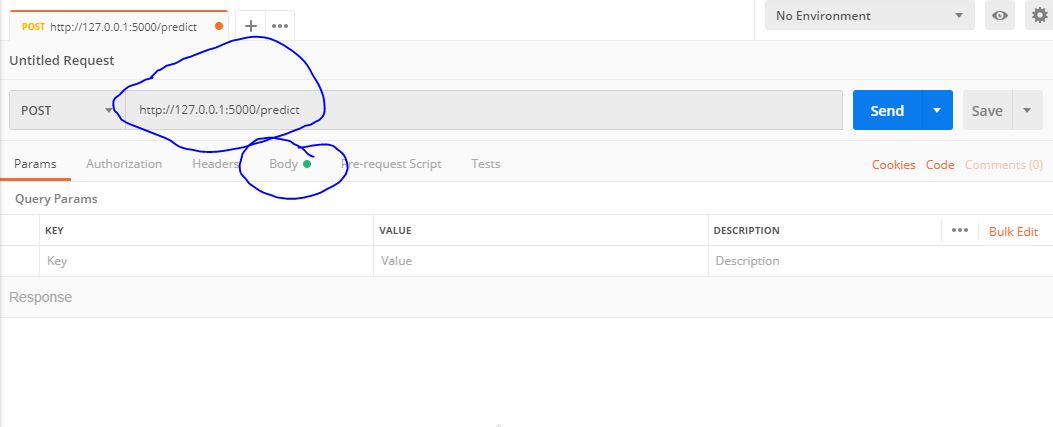 POST http://127.0.0.1:5000/predict + ••• No Environment
Untitled Request
POST http://127.0.0.1:5000/predict Send Save
Params Authorization Headers Body Pre-request Script Tests Cookies Code Comments (0)
Query Params
KEY VALUE DESCRIPTION ••• Bulk Edit
Key Value Description
Response